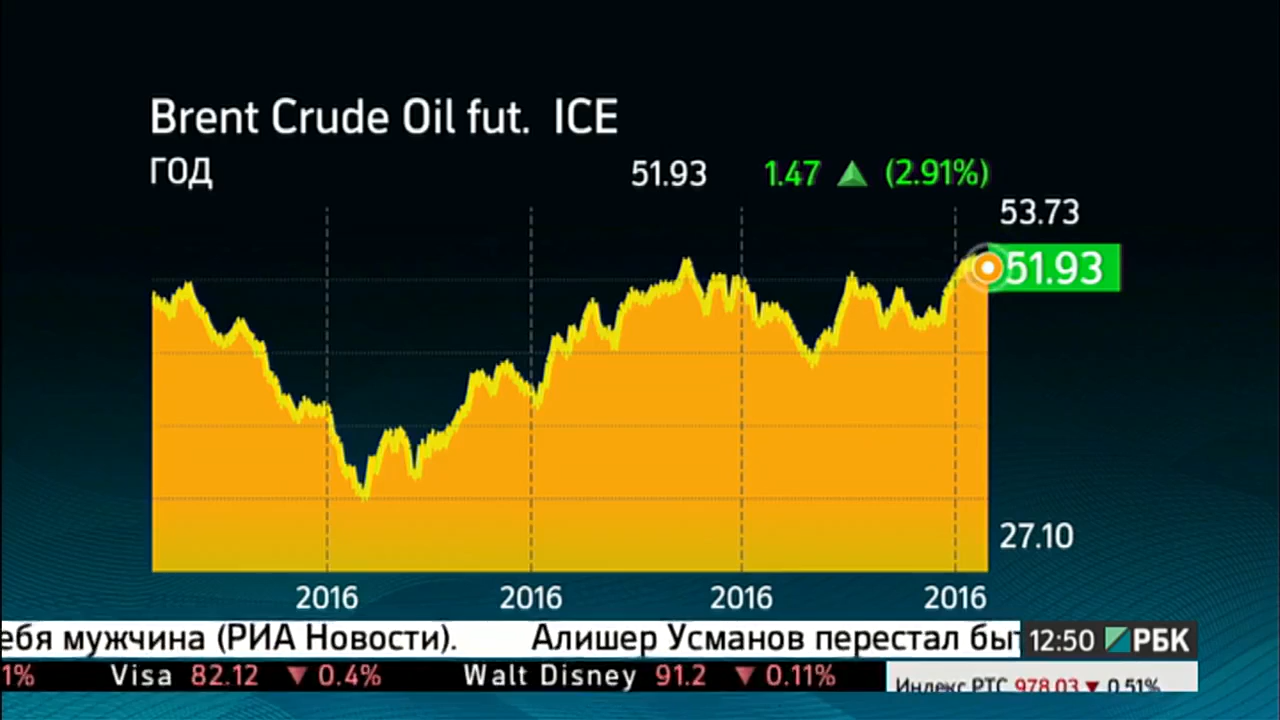 Brent Crude Oil fut. ICE
год
51.93 1.47 ▲ (2.91%)
53.73
51.93
27.10
2016 2016 2016 2016
ебя мужчина (РИА Новости). Алишер Усманов перестал быт
12:50 РБК
1% Visa 82.12 ▼ 0.4% Walt Disney 91.2 ▼ 0.11%
Индекс РТС 978.03 ▼ 0.51%